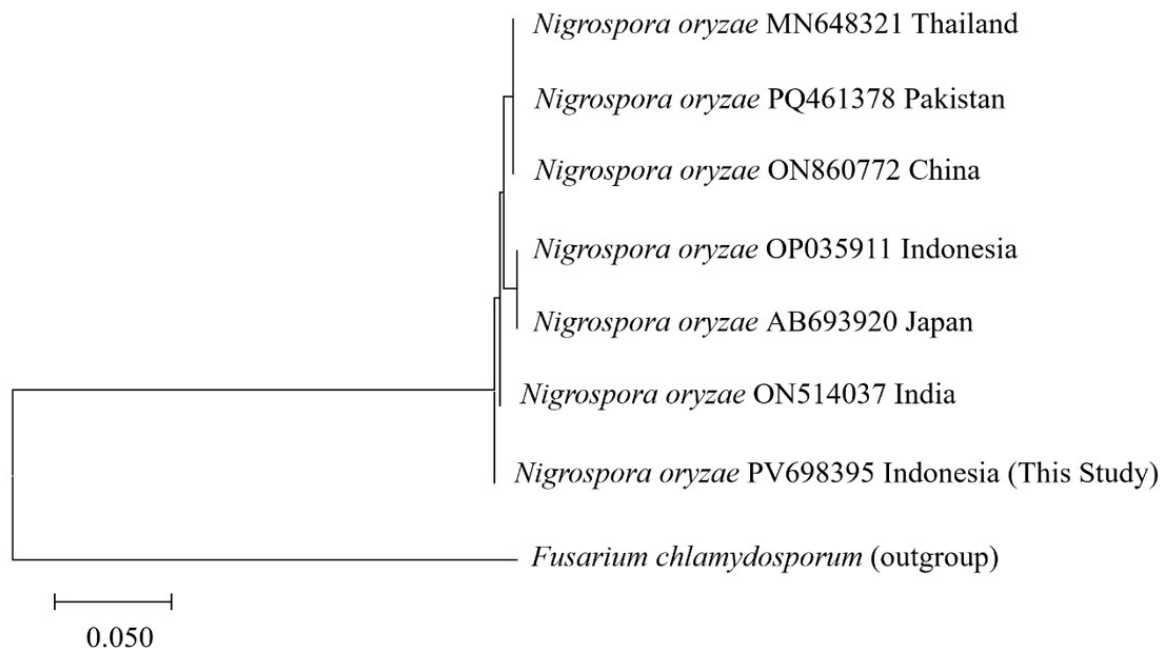 Nigrospora oryzae MN648321 Thailand
Nigrospora oryzae PQ461378 Pakistan
Nigrospora oryzae ON860772 China
Nigrospora oryzae OP035911 Indonesia
Nigrospora oryzae AB693920 Japan
Nigrospora oryzae ON514037 India
Nigrospora oryzae PV698395 Indonesia (This Study)
Fusarium chlamydosporum (outgroup)
0.050